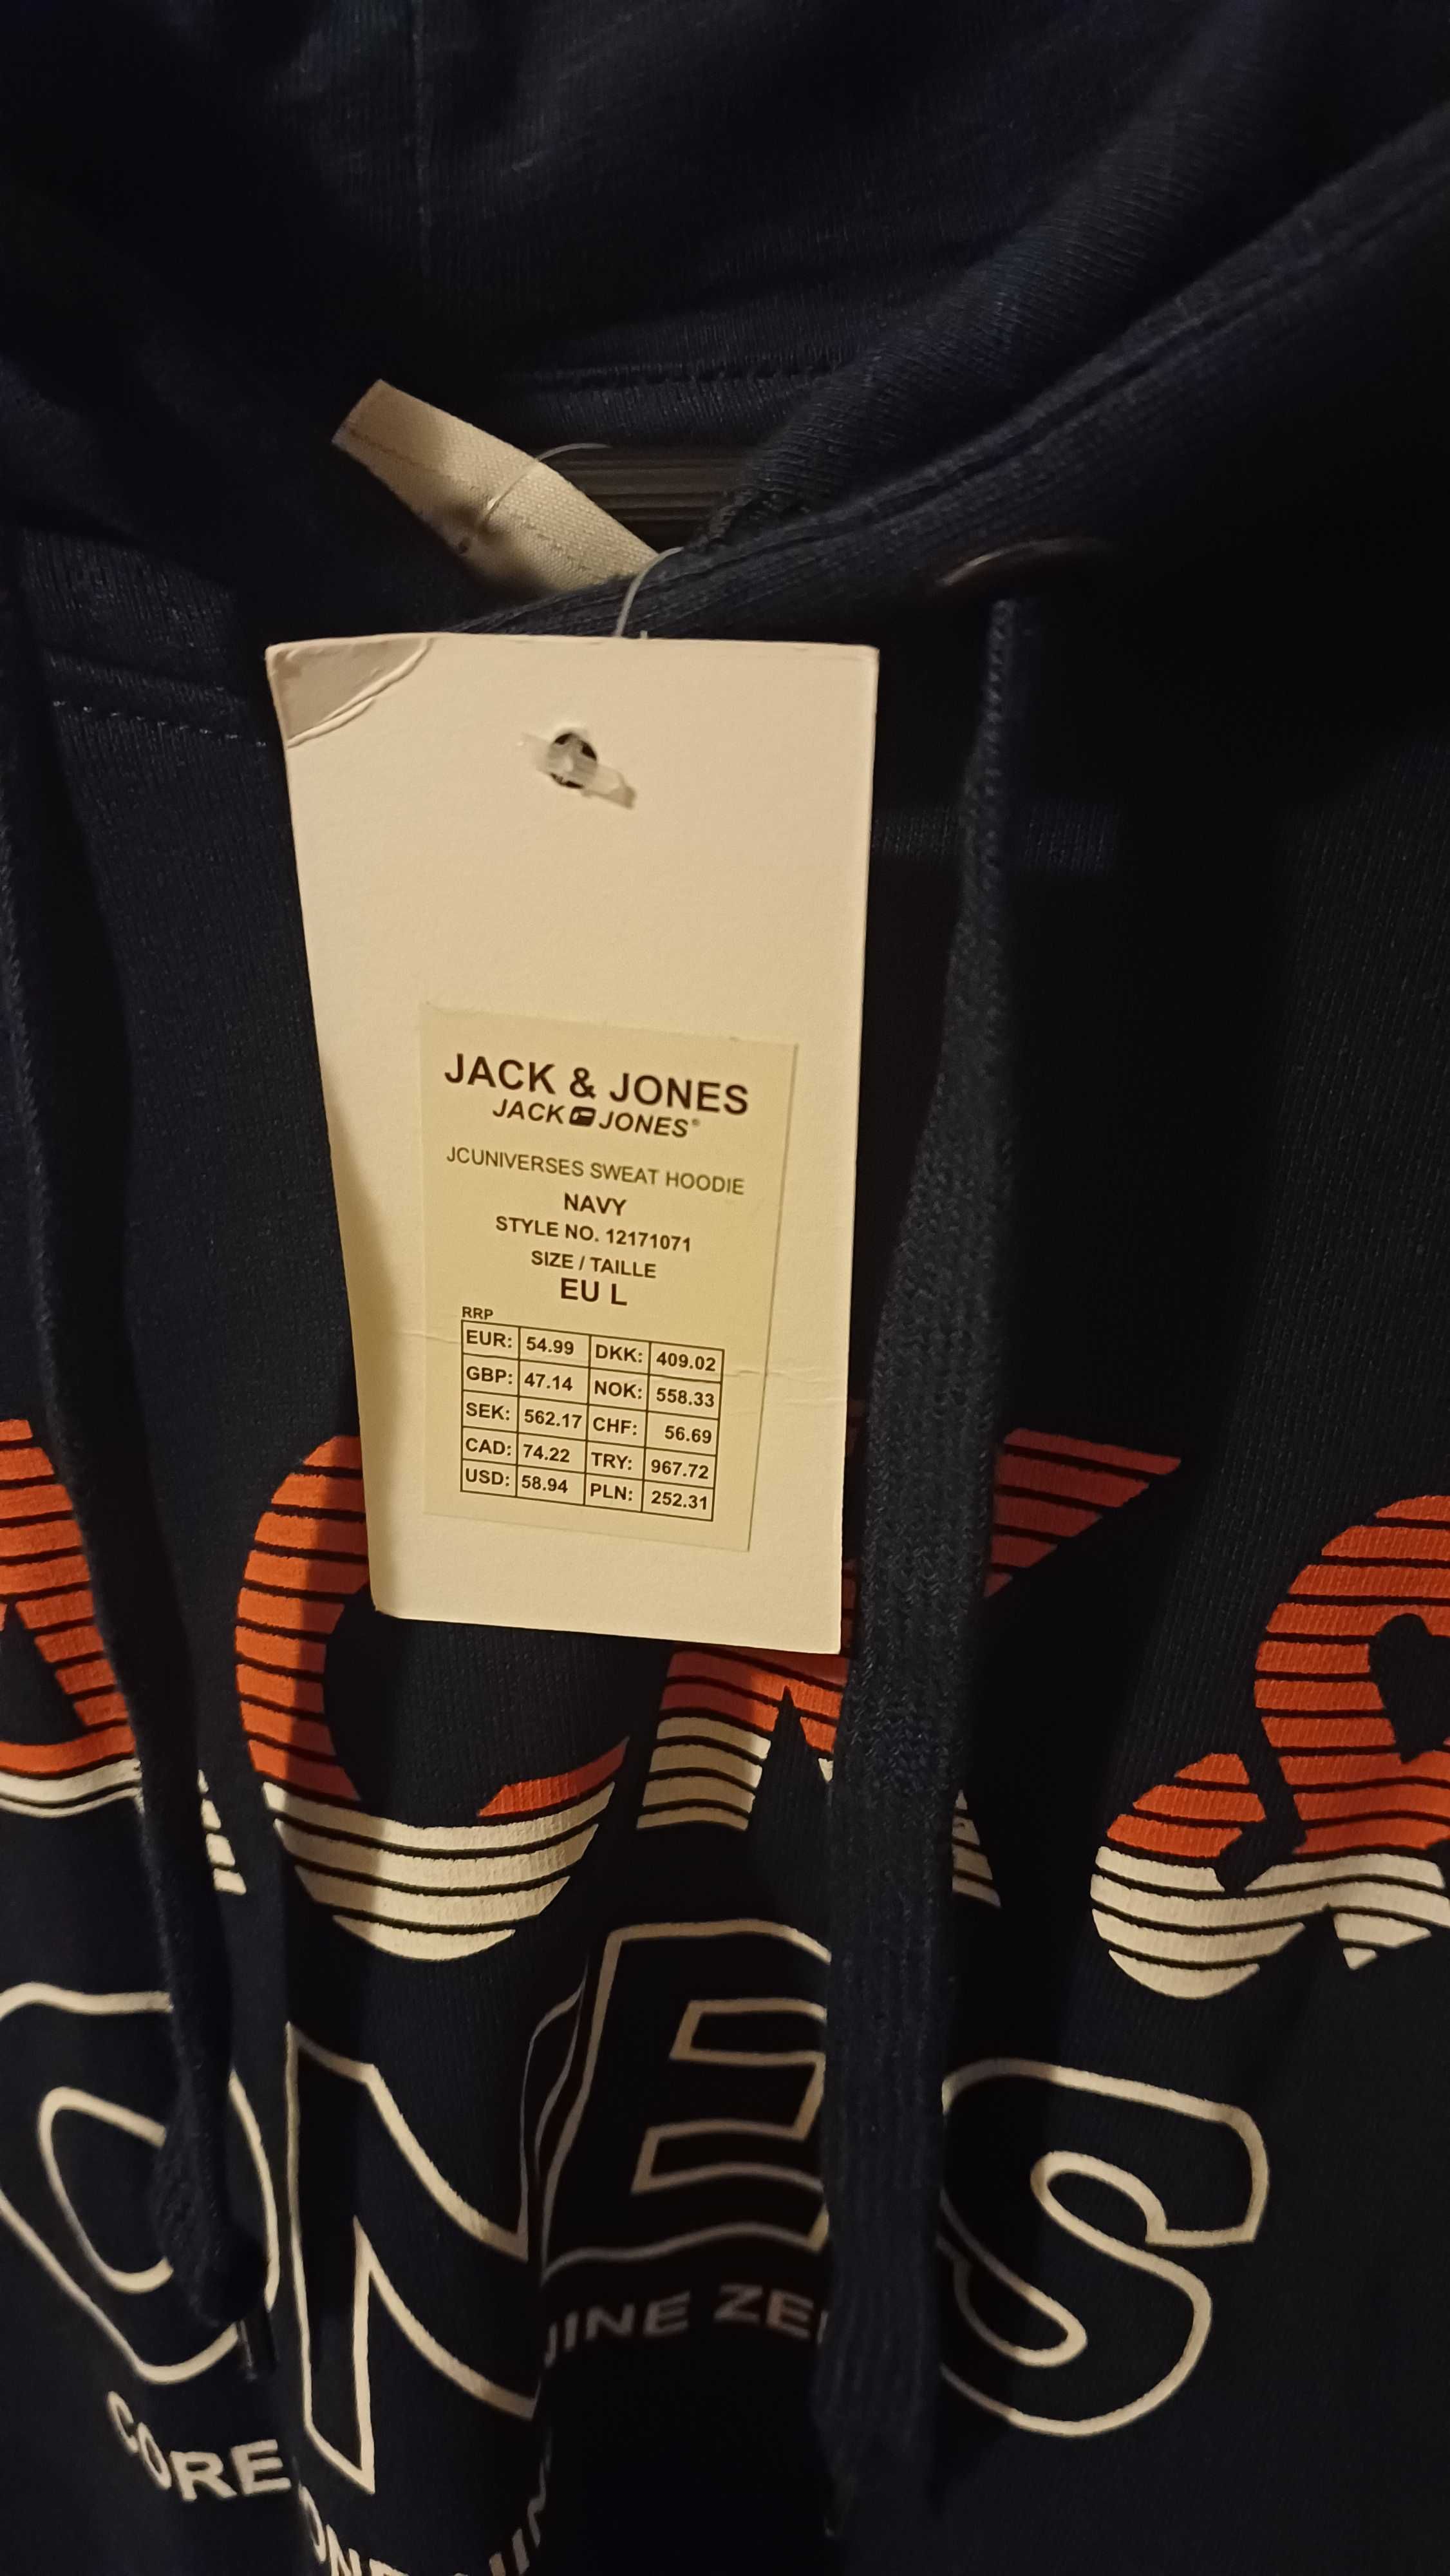 JACK & JONES
JACK JONES®
JCUNIVERSES SWEAT HOODIE
NAVY
STYLE NO. 12171071
SIZE / TAILLE
EU L
RRP
EUR: 54.99 DKK: 409.02
GBP: 47.14 NOK: 558.33
SEK: 562.17 CHF: 56.69
CAD: 74.22 TRY: 967.72
USD: 58.94 PLN: 252.31
ACK &
ONES
CORE